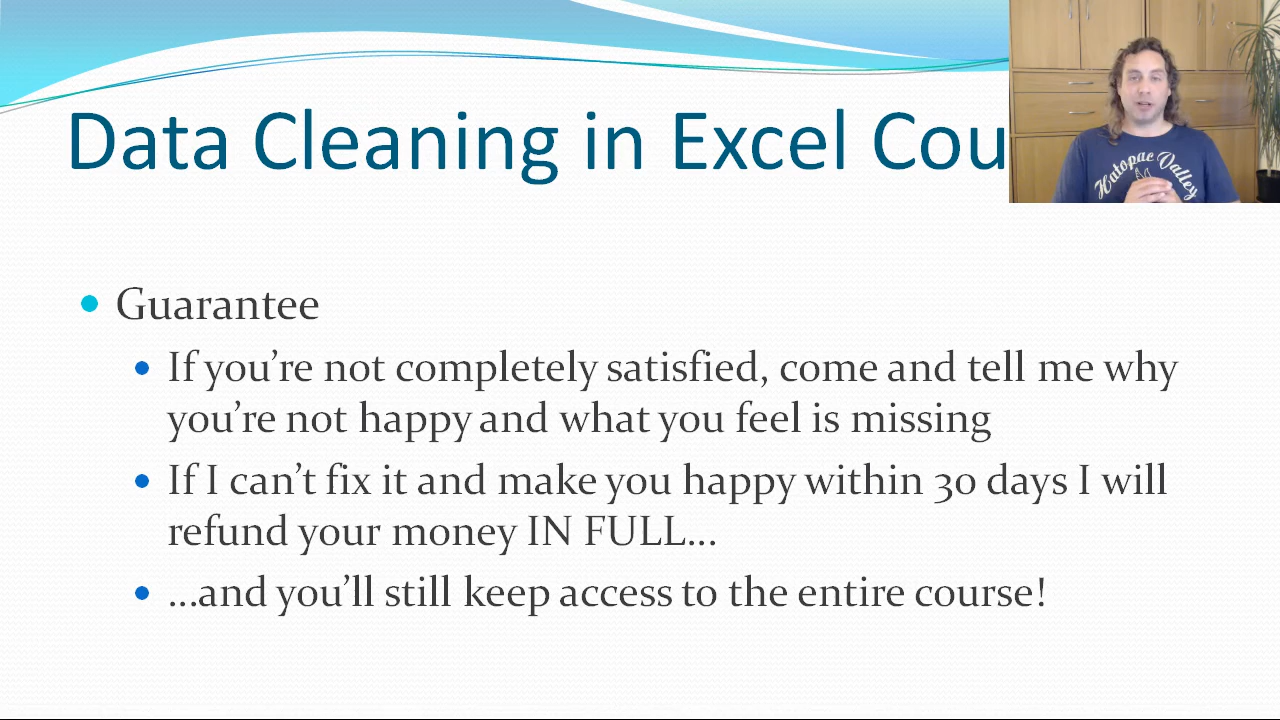 Data Cleaning in Excel Cou
Hutopac Valley
Guarantee
If you’re not completely satisfied, come and tell me why
you’re not happy and what you feel is missing
If I can’t fix it and make you happy within 30 days I will
refund your money IN FULL...
...and you’ll still keep access to the entire course!